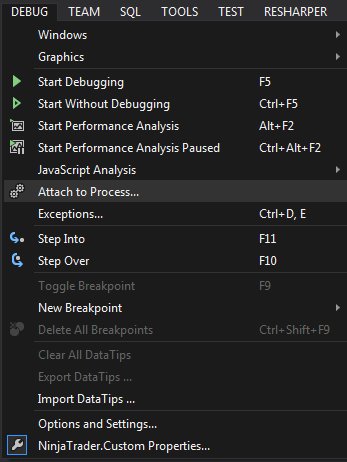 DEBUG TEAM SQL TOOLS TEST RESHARPER
Windows
Graphics
Start Debugging F5
Start Without Debugging Ctrl+F5
Start Performance Analysis Alt+F2
Start Performance Analysis Paused Ctrl+Alt+F2
JavaScript Analysis
Attach to Process...
Exceptions... Ctrl+D, E
Step Into F11
Step Over F10
Toggle Breakpoint F9
New Breakpoint
Delete All Breakpoints Ctrl+Shift+F9
Clear All DataTips
Export DataTips ...
Import DataTips ...
Options and Settings...
NinjaTrader.Custom Properties...